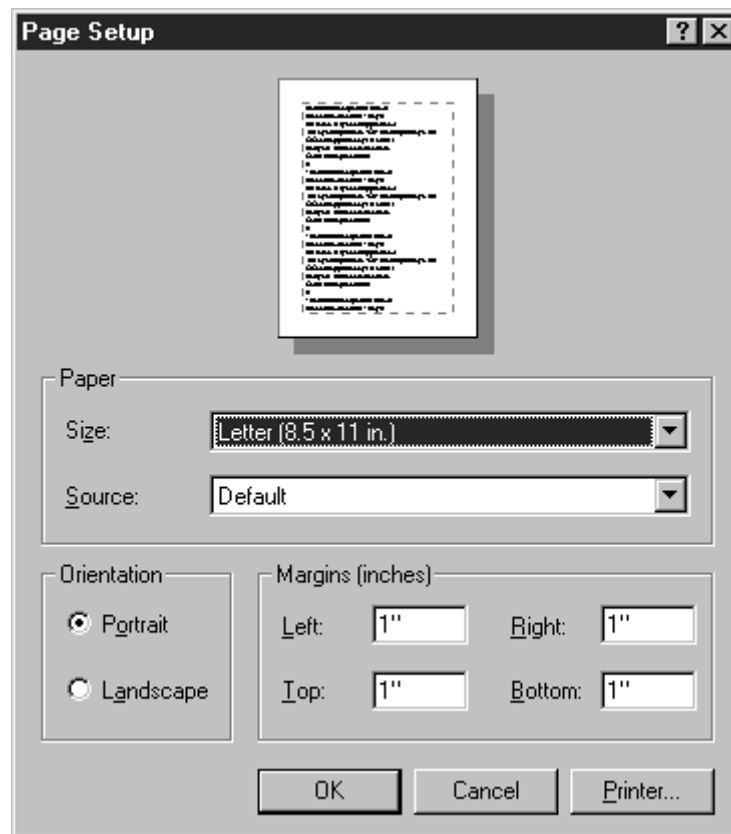 Page Setup
Paper
Size: Letter (8.5 x 11 in.)
Source: Default
Orientation
Portrait
Landscape
Margins (inches)
Left: 1" Right: 1"
Top: 1" Bottom: 1"
OK Cancel Printer...